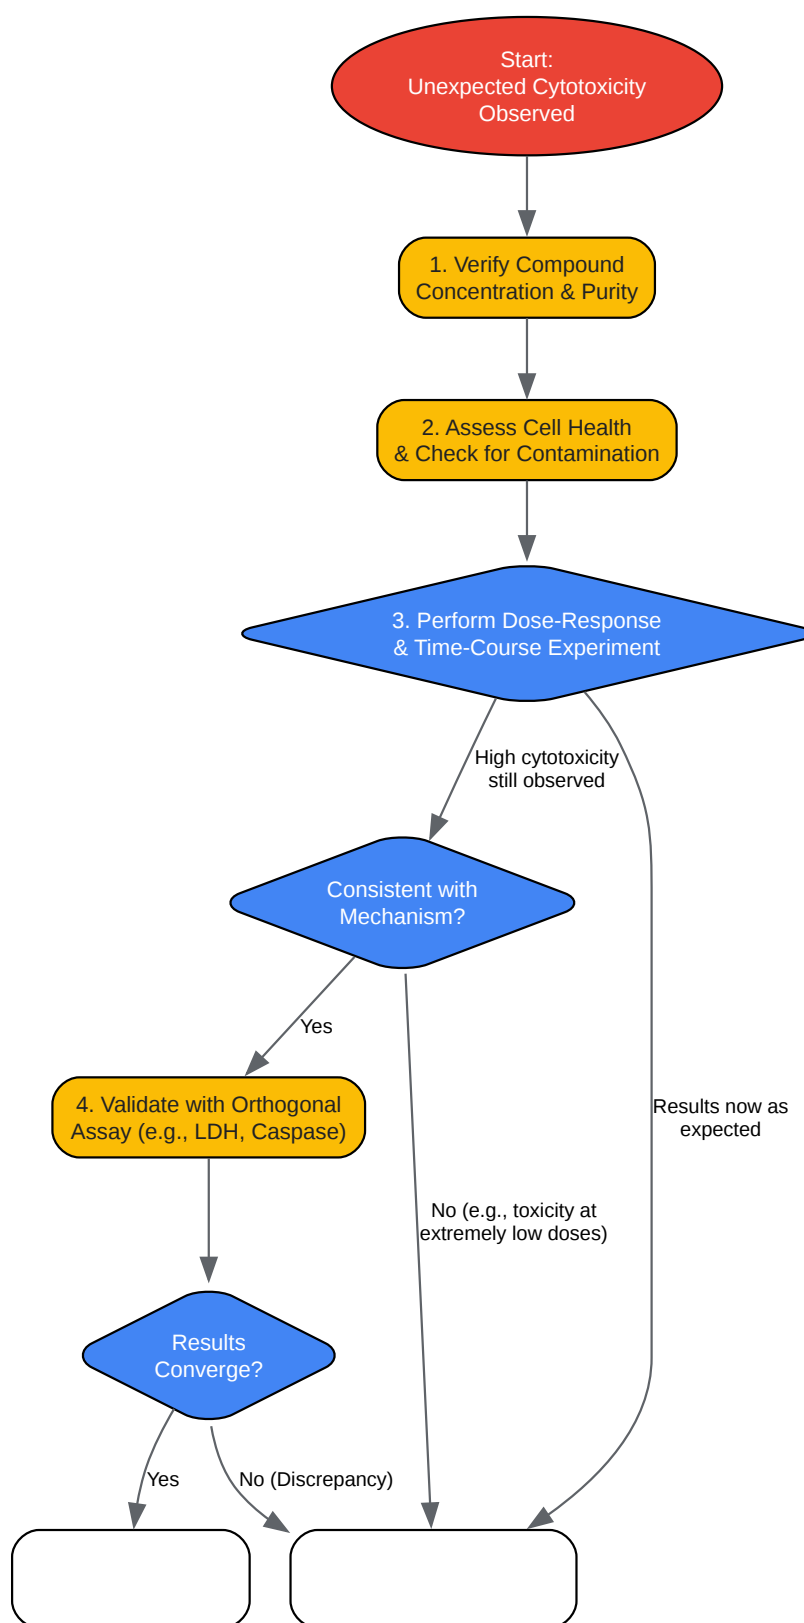 Start:
Unexpected Cytotoxicity
Observed
1. Verify Compound
Concentration & Purity
2. Assess Cell Health
& Check for Contamination
3. Perform Dose-Response
& Time-Course Experiment
High cytotoxicity
still observed
Consistent with
Mechanism?
Yes
4. Validate with Orthogonal
Assay (e.g., LDH, Caspase)
Results now as
expected
No (e.g., toxicity at
extremely low doses)
Results
Converge?
Yes
No (Discrepancy)